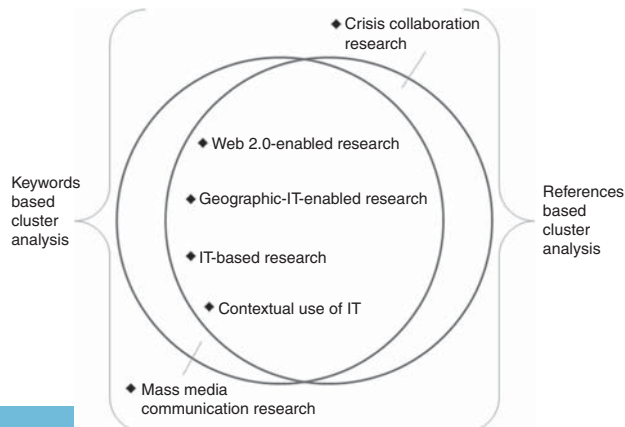 Crisis collaboration
research
Web 2.0-enabled research
Keywords
based
cluster
analysis
Geographic-IT-enabled research
References
based
cluster
analysis
IT-based research
Contextual use of IT
Mass media
communication research